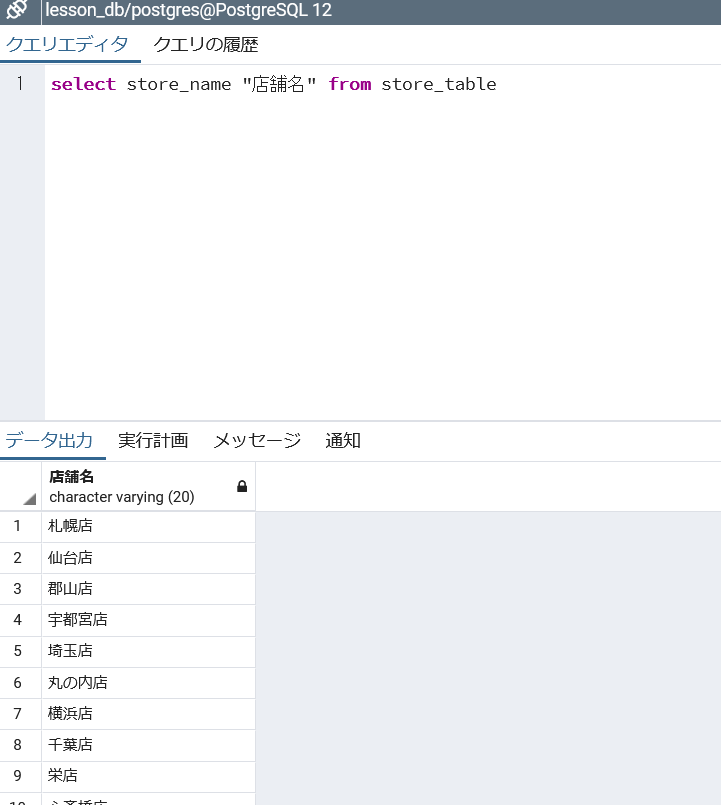 lesson_db/postgres@PostgreSQL 12
クエリエディタ クエリの履歴
1 select store_name "店舗名" from store_table
データ出力 実行計画 メッセージ 通知
店舗名
character varying (20)
1 札幌店
2 仙台店
3 郡山店
4 宇都宮店
5 埼玉店
6 丸の内店
7 横浜店
8 千葉店
9 栄店